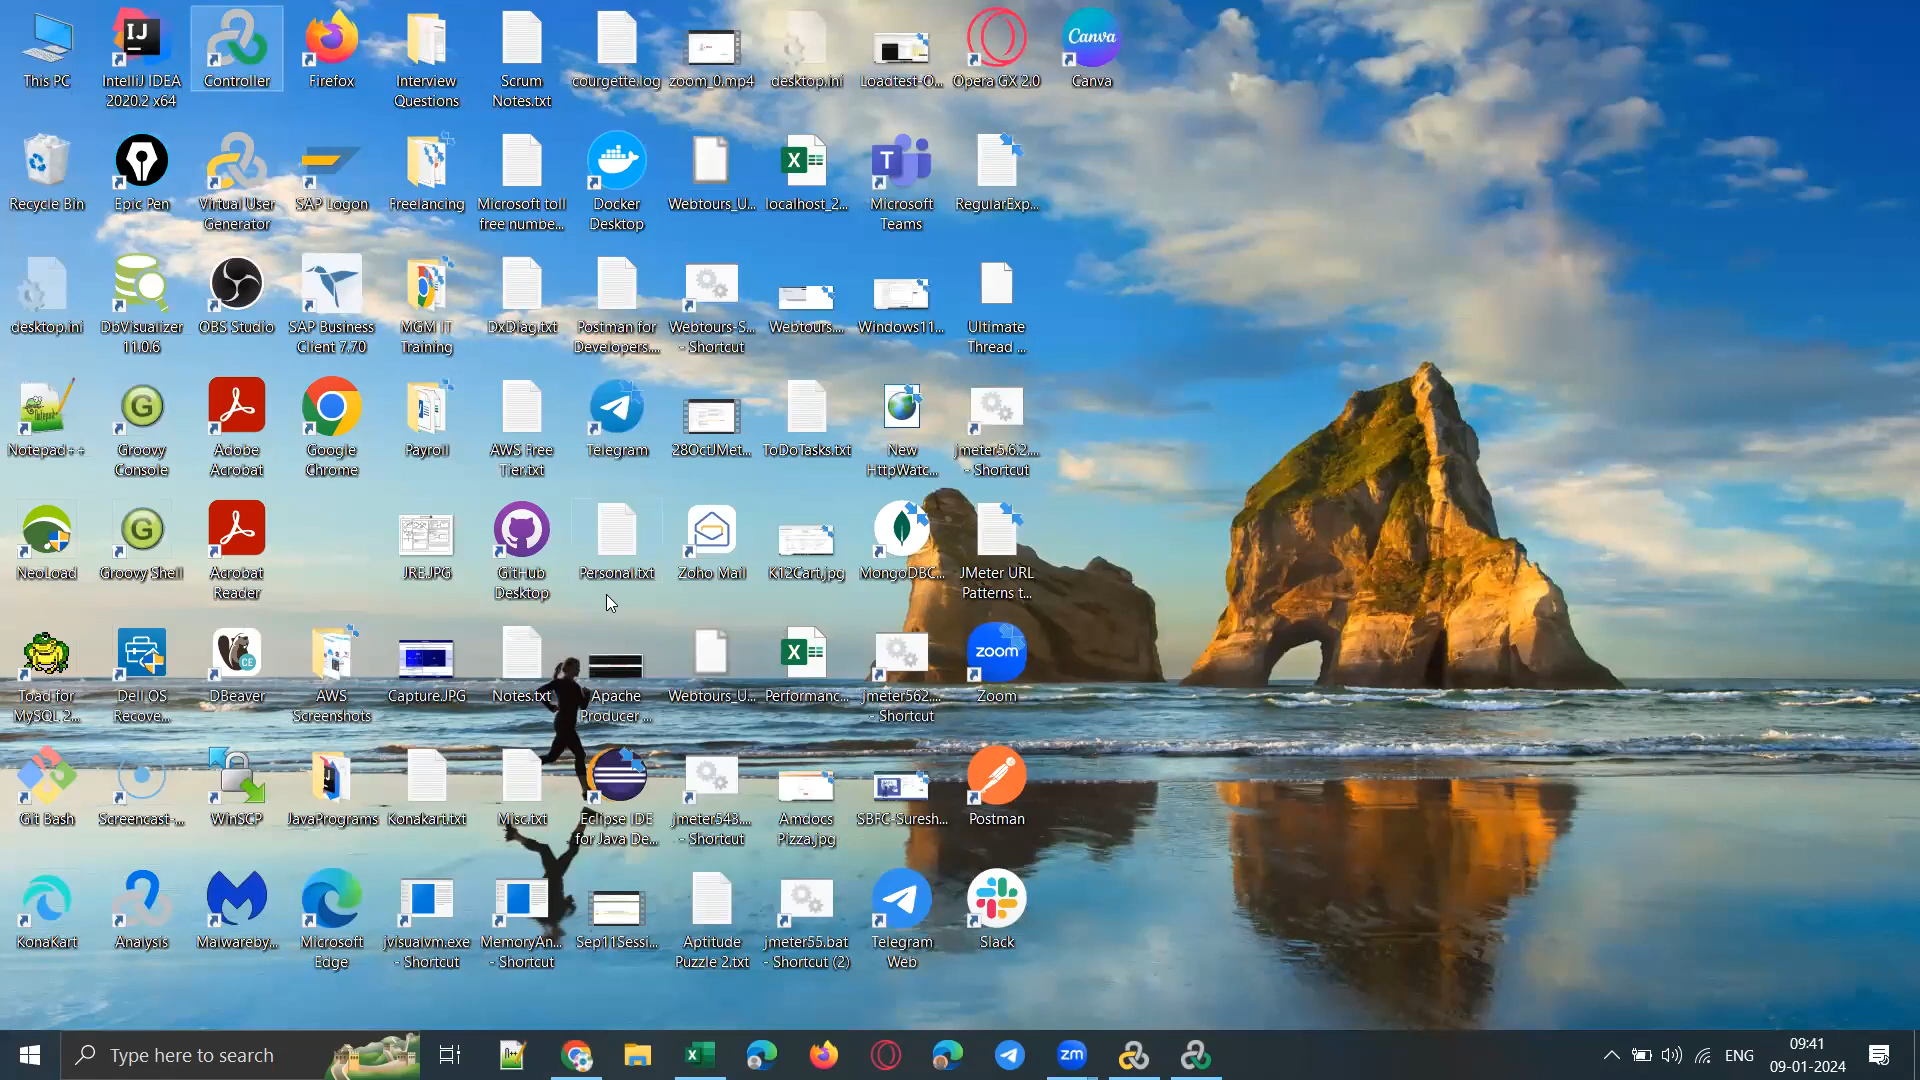 This PC
IntelliJ IDEA
2020.2 x64
Controller
Firefox
Interview
Questions
Scrum
Notes.txt
courgette.log
zoom_0.mp4
desktop.ini
Loadtest-O...
Opera GX 2.0
Canva
Canva
Recycle Bin
Epic Pen
Virtual User
Generator
SAP Logon
Freelancing
Microsoft toll
free numbe...
Docker
Desktop
Webtours_U...
localhost_2...
Microsoft
Teams
RegularExp...
desktop.ini
DbVisualizer
11.0.6
OBS Studio
SAP Business
Client 7.70
MGM IT
Training
DxDiag.txt
Postman for
Developers....
Webtours-S...
- Shortcut
Webtours....
Windows11...
Ultimate
Thread ...
Notepad++
Groovy
Console
Adobe
Acrobat
Google
Chrome
Payroll
AWS Free
Tier.txt
Telegram
28OctJMet...
ToDoTasks.txt
New
HttpWatc...
jmeter5.6.2....
- Shortcut
NeoLoad
Groovy Shell
Acrobat
Reader
JRE.JPG
GitHub
Desktop
Personal.txt
Zoho Mail
K12Cart.jpg
MongoDBC...
JMeter URL
Patterns t...
Toad for
MySQL 2...
Dell OS
Recove...
DBeaver
AWS
Screenshots
Capture.JPG
Notes.txt
Apache
Producer ...
Webtours_U...
Performanc...
jmeter562....
- Shortcut
zoom
Zoom
Git Bash
Screencast-...
WinSCP
JavaPrograms
Konakart.txt
Misc.txt
Eclipse IDE
for Java De...
jmeter543....
- Shortcut
Amdocs
Pizza.jpg
SBFC-Suresh...
Postman
KonaKart
Analysis
Malwareby...
Microsoft
Edge
jvisualvm.exe
- Shortcut
MemoryAn...
- Shortcut
Sep11Sessi...
Aptitude
Puzzle 2.txt
jmeter55.bat
- Shortcut (2)
Telegram
Web
Slack
Type here to search
zm
ENG
09:41
09-01-2024